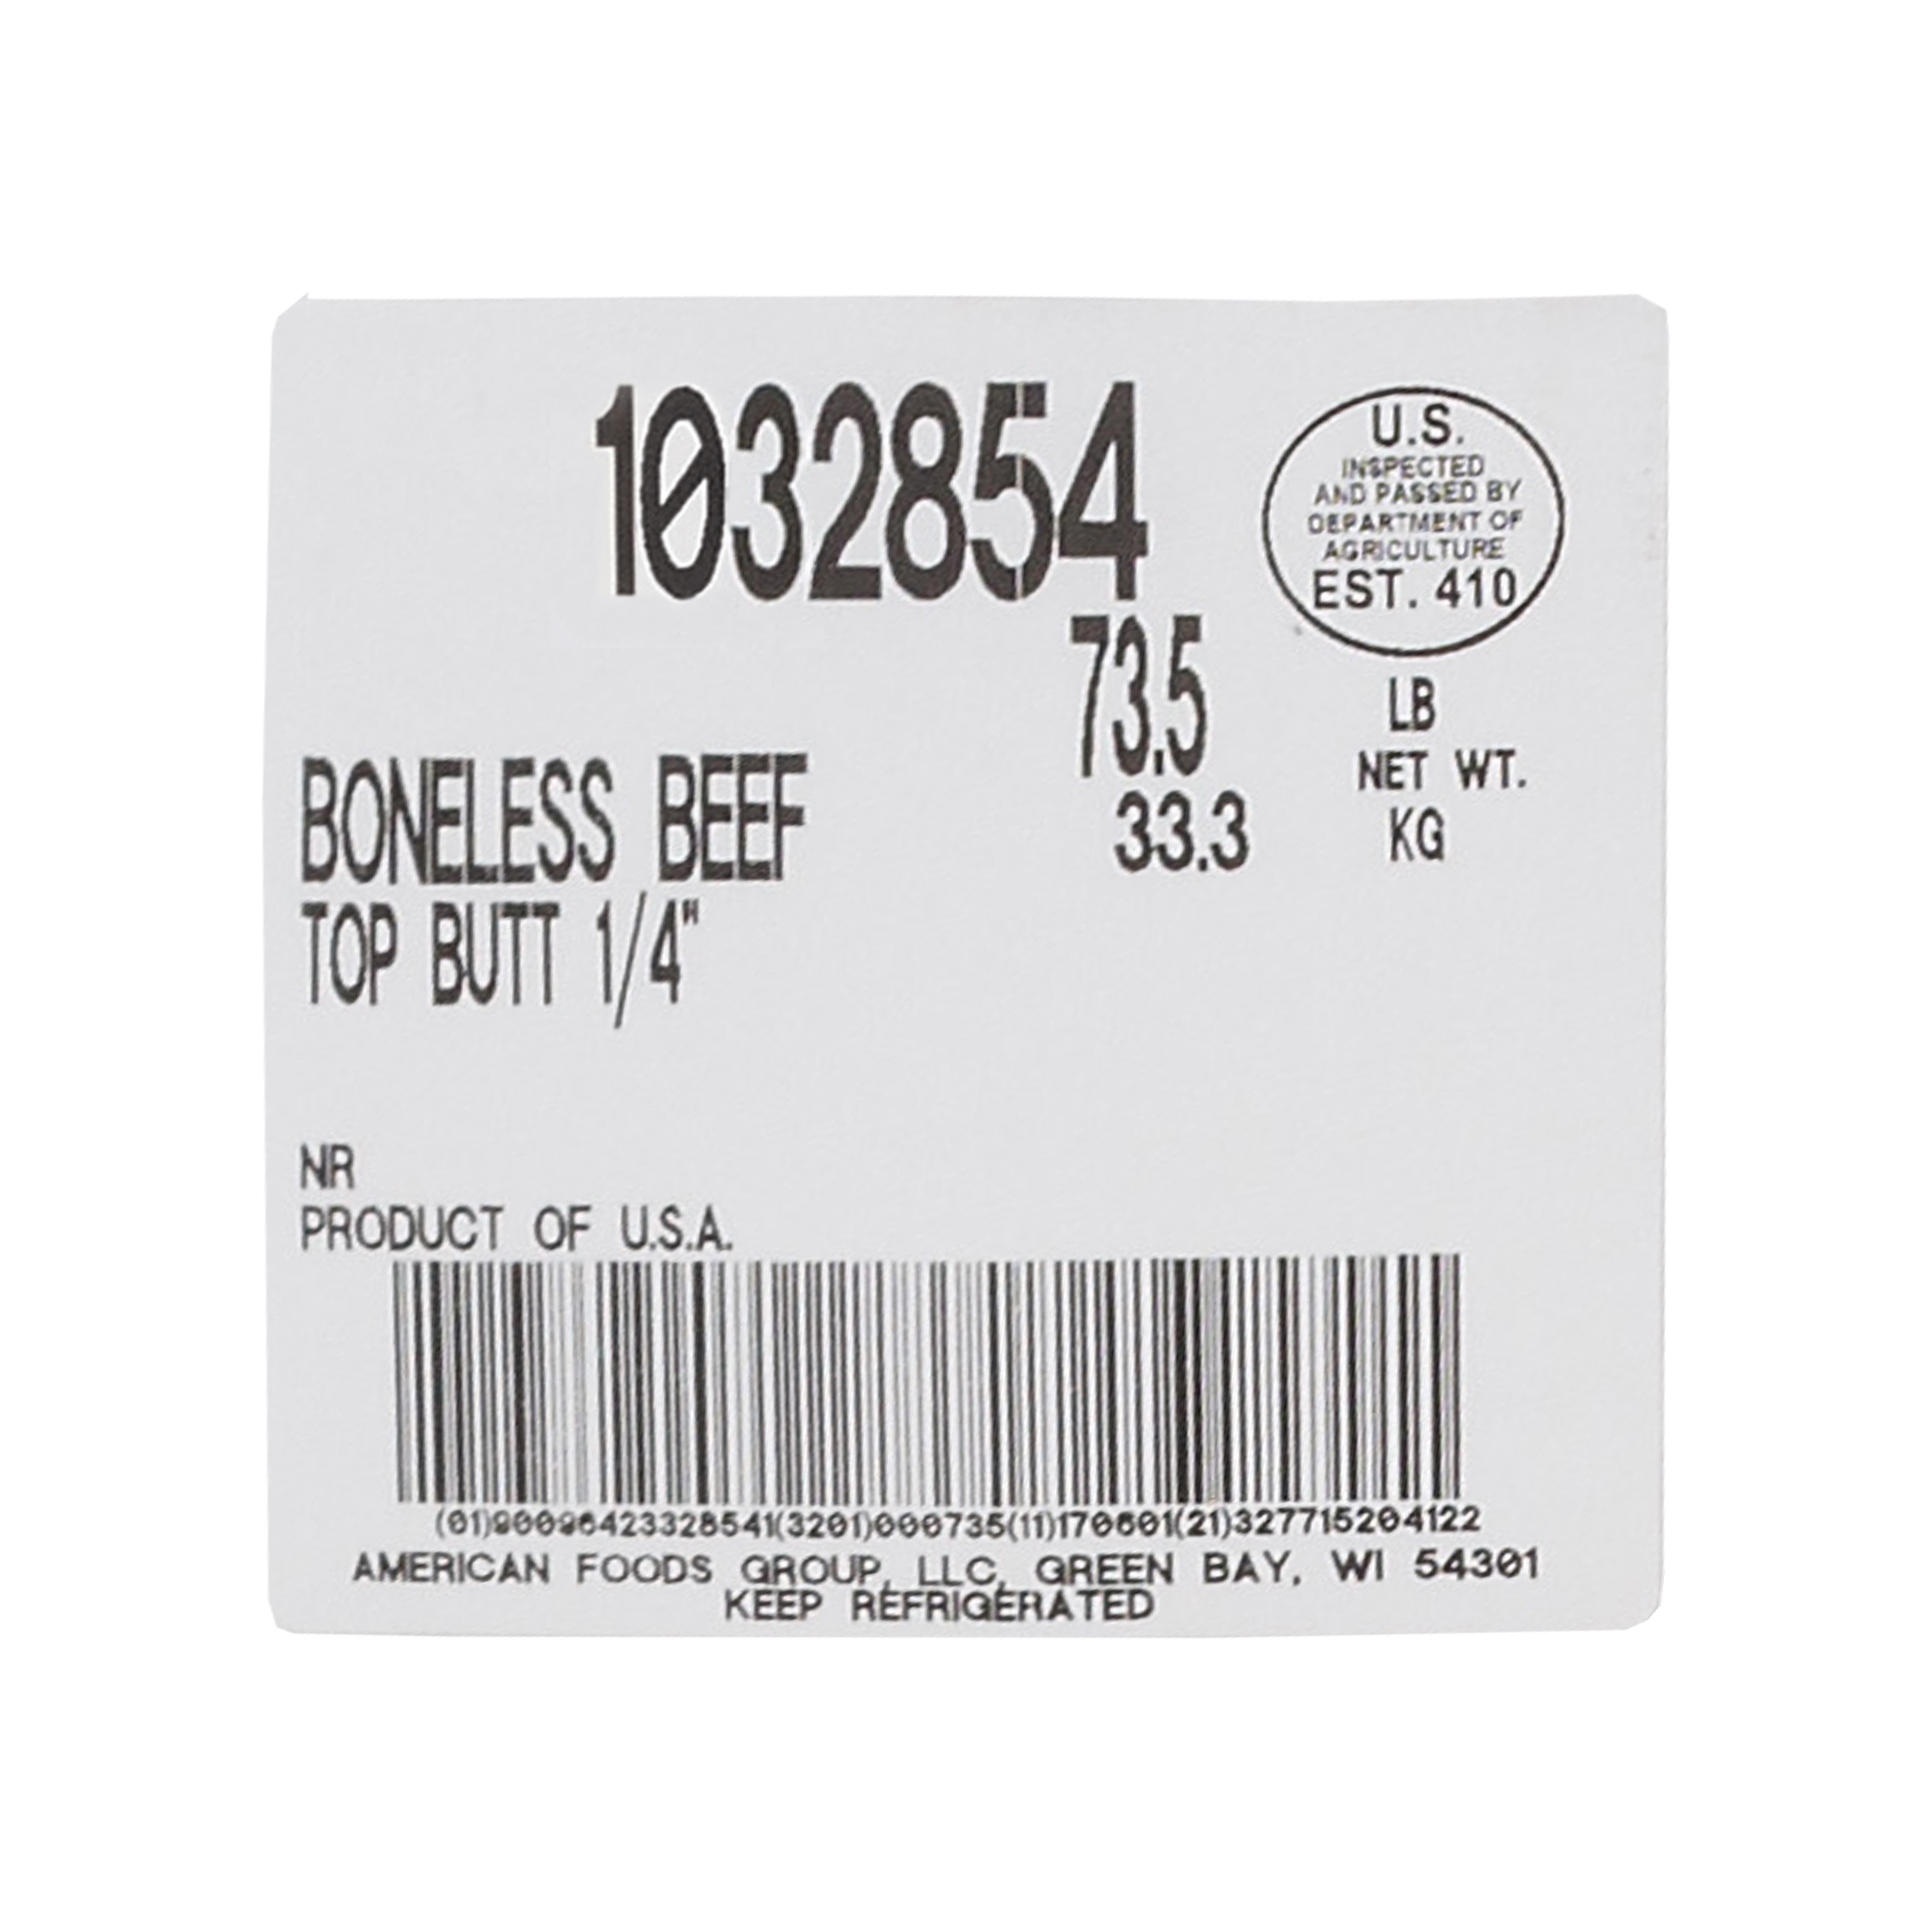 1032854
U.S.
INSPECTED
AND PASSED BY
DEPARTMENT OF
AGRICULTURE
EST. 410
73.5 LB
NET WT.
33.3 KG
BONELESS BEEF
TOP BUTT 1/4"
NR
PRODUCT OF U.S.A.
(01)90096423328541(3201)000735(11)170601(21)327715204122
AMERICAN FOODS GROUP, LLC, GREEN BAY, WI 54301
KEEP REFRIGERATED